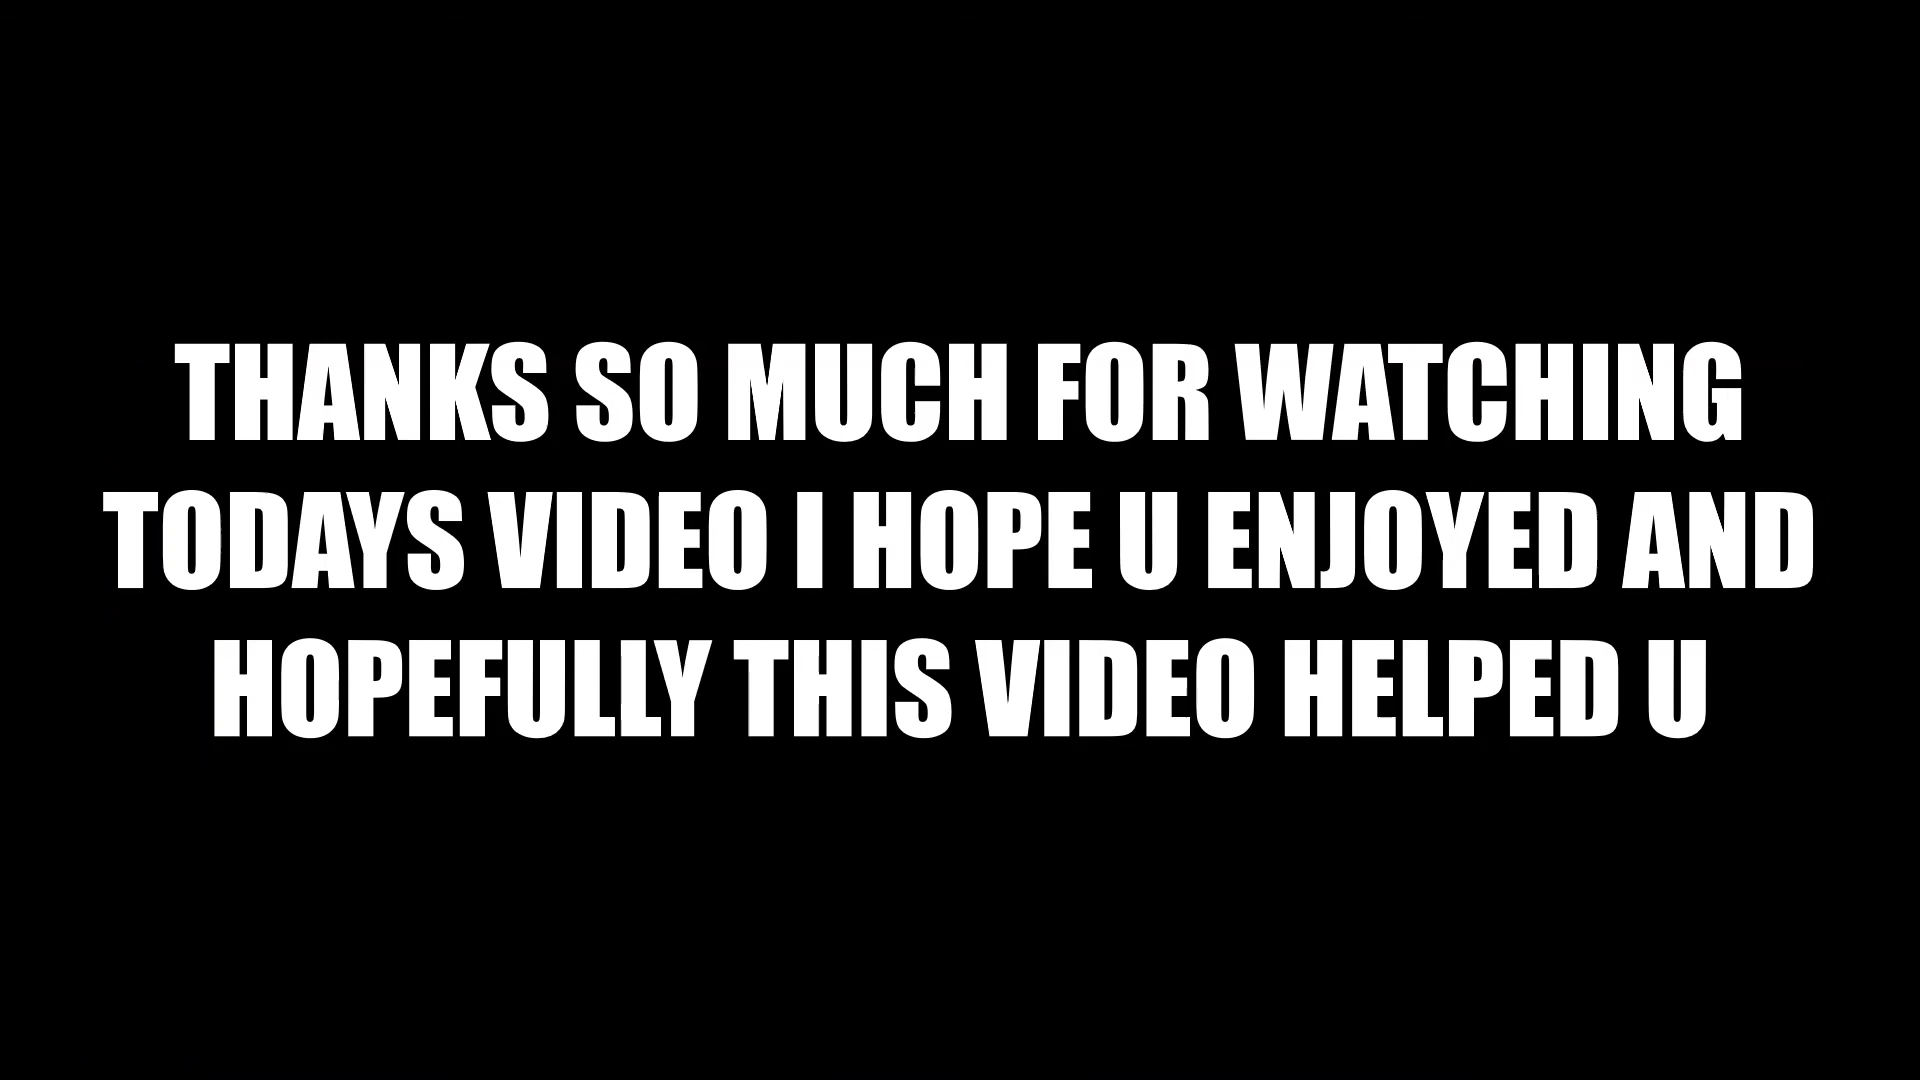 THANKS SO MUCH FOR WATCHING
TODAYS VIDEO I HOPE U ENJOYED AND
HOPEFULLY THIS VIDEO HELPED U